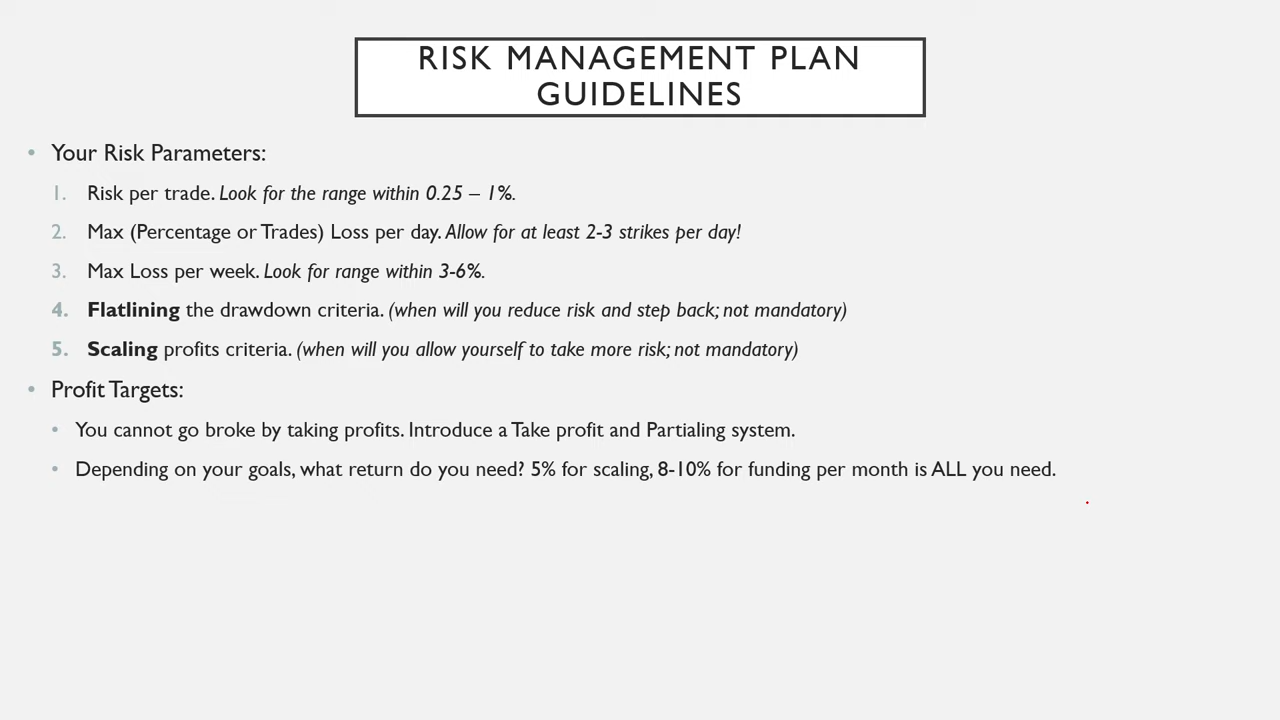 RISK MANAGEMENT PLAN
GUIDELINES
• Your Risk Parameters:
1. Risk per trade. Look for the range within 0.25 – 1%.
2. Max (Percentage or Trades) Loss per day. Allow for at least 2-3 strikes per day!
3. Max Loss per week. Look for range within 3-6%.
4. Flatlining the drawdown criteria. (when will you reduce risk and step back; not mandatory)
5. Scaling profits criteria. (when will you allow yourself to take more risk; not mandatory)
• Profit Targets:
• You cannot go broke by taking profits. Introduce a Take profit and Partialing system.
• Depending on your goals, what return do you need? 5% for scaling, 8-10% for funding per month is ALL you need.